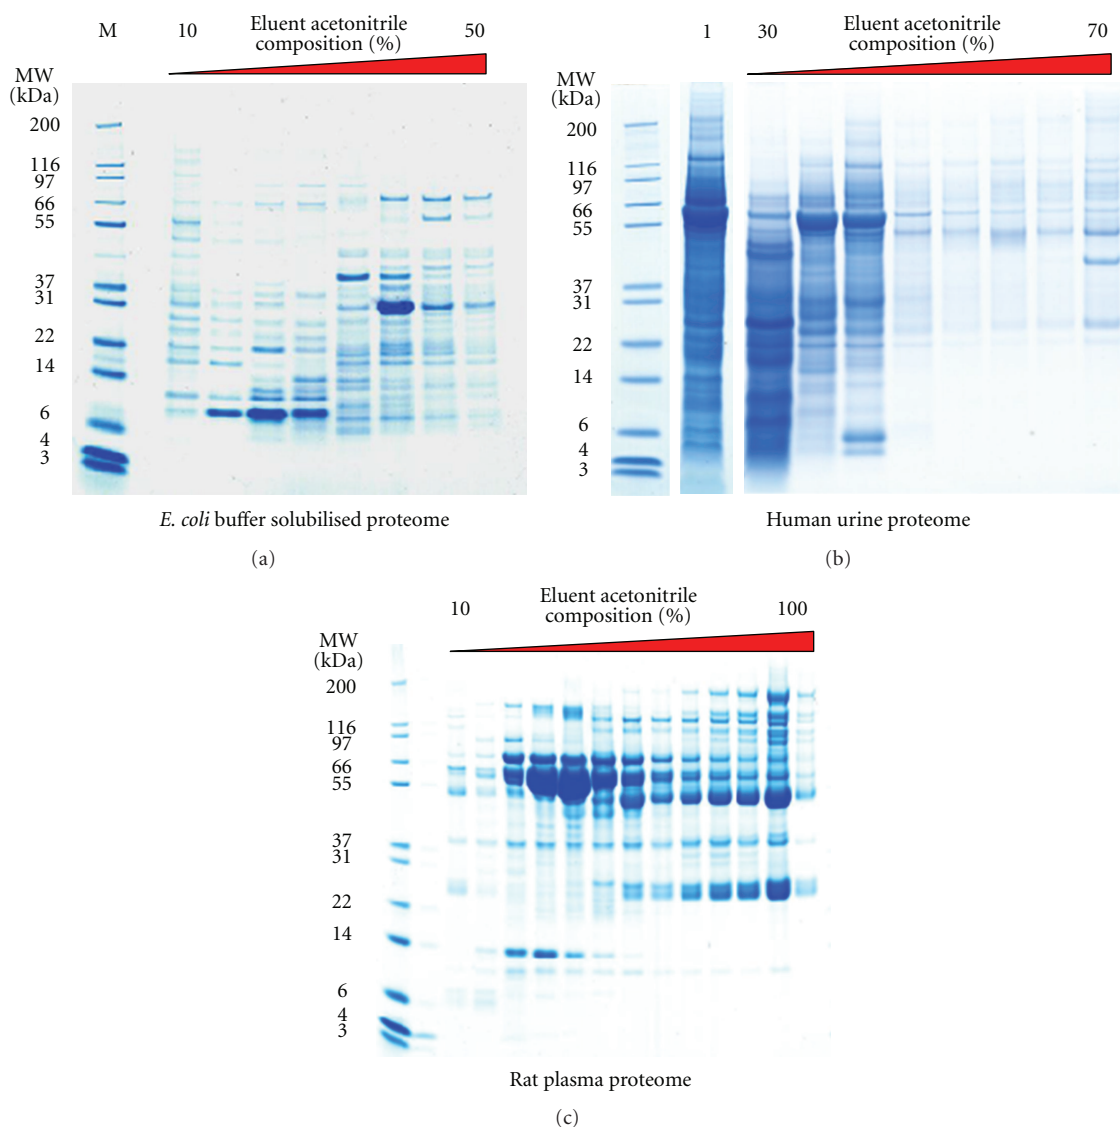 M
10
Eluent acetonitrile
composition (%)
50
MW
(kDa)
200
116
97
66
55
37
31
22
14
6
4
3
E. coli buffer solubilised proteome
(a)
1
30
Eluent acetonitrile
composition (%)
70
MW
(kDa)
200
116
97
66
55
37
31
22
14
6
4
3
Human urine proteome
(b)
10
Eluent acetonitrile
composition (%)
100
MW
(kDa)
200
116
97
66
55
37
31
22
14
6
4
3
Rat plasma proteome
(c)